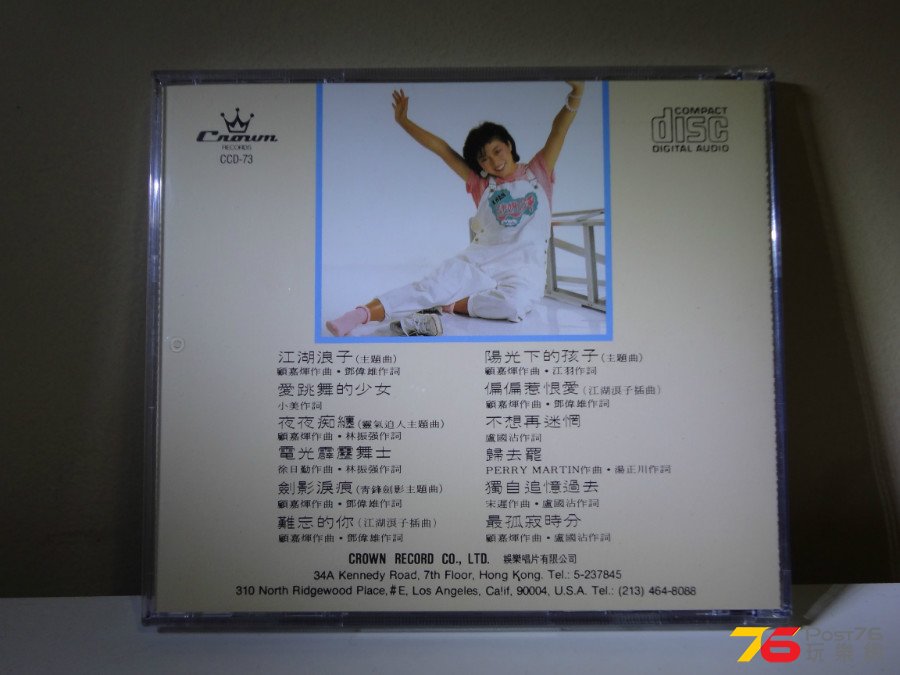 Crown
RECORDS
CCD-73
COMPACT
disc
DIGITAL AUDIO
江湖浪子(主題曲)
顧嘉煇作曲・鄧偉雄作詞
愛跳舞的少女
小美作詞
夜夜痴纏(靈氣迫人主題曲)
顧嘉煇作曲・林振强作詞
電光霹靂舞士
徐日勤作曲・林振强作詞
劍影淚痕(青鋒劍影主題曲)
顧嘉煇作曲・鄧偉雄作詞
難忘的你(江湖浪子插曲)
顧嘉煇作曲・鄧偉雄作詞
陽光下的孩子(主題曲)
顧嘉煇作曲・江羽作詞
偏偏惹恨愛(江湖浪子插曲)
顧嘉煇作曲・鄧偉雄作詞
不想再迷惘
盧國沾作詞
歸去罷
PERRY MARTIN作曲・湯正川作詞
獨自追憶過去
宋涯作曲・盧國沾作詞
最孤寂時分
顧嘉煇作曲・盧國沾作詞
CROWN RECORD CO., LTD. 娛樂唱片有限公司
34A Kennedy Road, 7th Floor, Hong Kong. Tel.: 5-237845
310 North Ridgewood Place,#E, Los Angeles, Calif. 90004, U.S.A. Tel.: (213) 464-8088
76 Post76
玩樂網